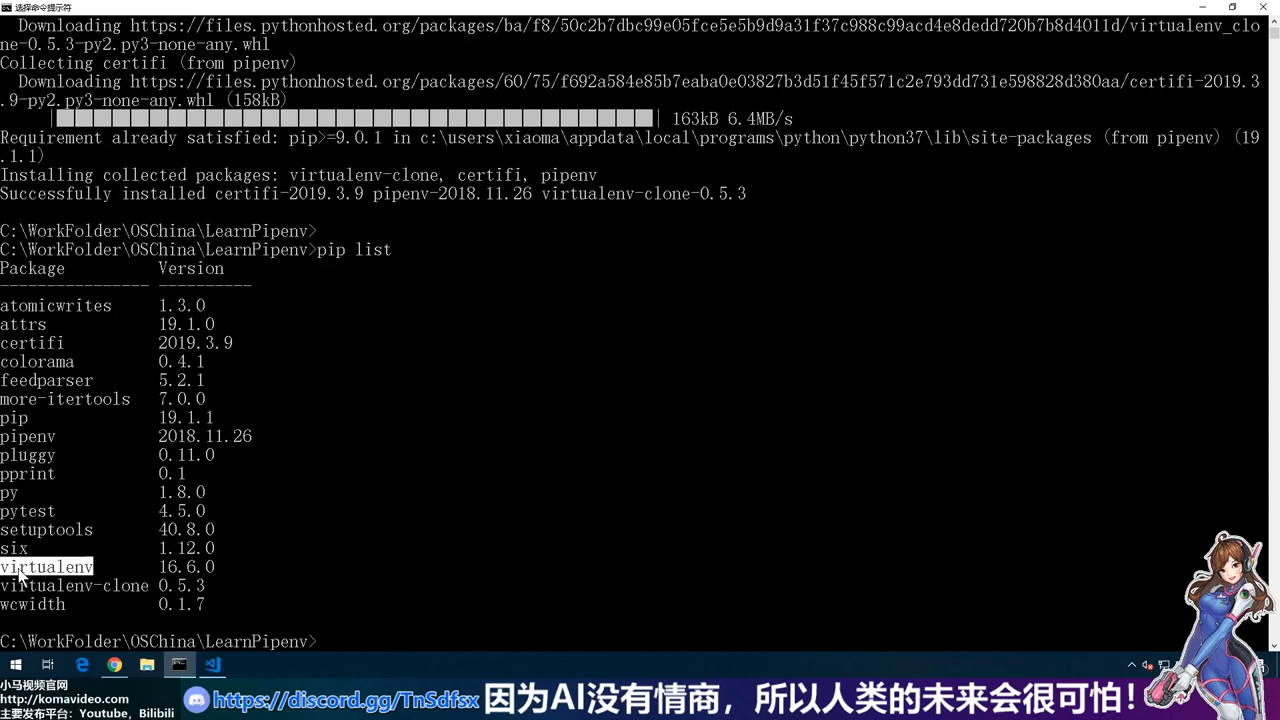 选择命令提示符
Downloading https://files.pythonhosted.org/packages/ba/f8/50c2b7dbc99e05fce5e5b9d9a31f37c988c99acd4e8dedd720b7b8d4011d/virtualenv_clo
ne-0.5.3-py2.py3-none-any.whl
Collecting certifi (from pipenv)
Downloading https://files.pythonhosted.org/packages/60/75/f692a584e85b7eaba0e03827b3d51f45f571c2e793dd731e598828d380aa/certifi-2019.3
.9-py2.py3-none-any.whl (158kB)
163kB 6.4MB/s
Requirement already satisfied: pip>=9.0.1 in c:\users\xiaoma\appdata\local\programs\python\python37\lib\site-packages (from pipenv) (19
.1.1)
Installing collected packages: virtualenv-clone, certifi, pipenv
Successfully installed certifi-2019.3.9 pipenv-2018.11.26 virtualenv-clone-0.5.3
C:\WorkFolder\OSChina\LearnPipenv>
C:\WorkFolder\OSChina\LearnPipenv>pip list
Package Version
---------------- ----------
atomicwrites 1.3.0
attrs 19.1.0
certifi 2019.3.9
colorama 0.4.1
feedparser 5.2.1
more-itertools 7.0.0
pip 19.1.1
pipenv 2018.11.26
pluggy 0.11.0
pprint 0.1
py 1.8.0
pytest 4.5.0
setuptools 40.8.0
six 1.12.0
virtualenv 16.6.0
virtualenv-clone 0.5.3
wcwidth 0.1.7
C:\WorkFolder\OSChina\LearnPipenv>
小马视频官网
http://komavideo.com
主要发布平台：Youtube，Bilibili
https://discord.gg/TnSdfsx 因为AI没有情商，所以人类的未来会很可怕！